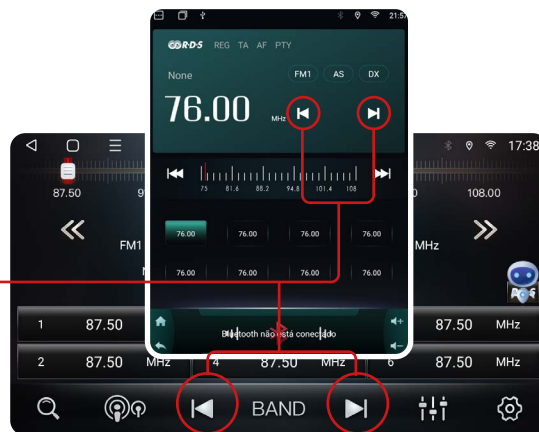 21:57
R·D·S REG TA AF PTY
None FM1 AS DX
76.00 MHz
75 81.6 88.2 94.8 101.4 108
76.00 76.00 76.00 76.00
76.00 76.00 76.00 76.00
Bluetooth não está conectado
17:38
87.50 9 0 108.00
FM1 MHz
1 87.50 87.50 MHz
2 87.50 MHz 4 87.50 MHz 6 87.50 MHz
BAND